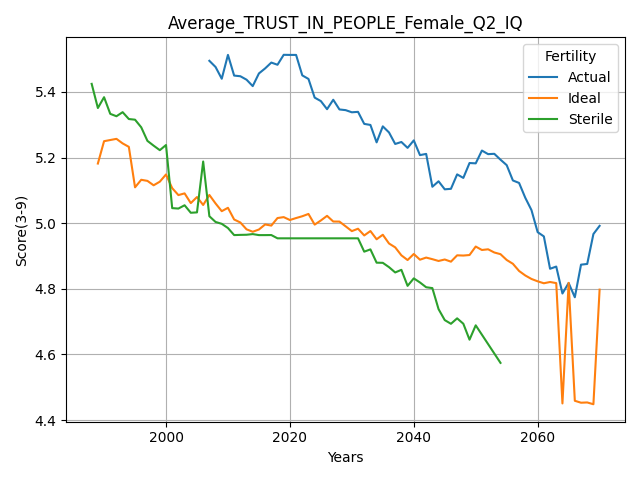 Average_TRUST_IN_PEOPLE_Female_Q2_IQ
Fertility
Actual
Ideal
Sterile
Score(3-9)
5.4
5.2
5.0
4.8
4.6
4.4
2000
2020
2040
2060
Years